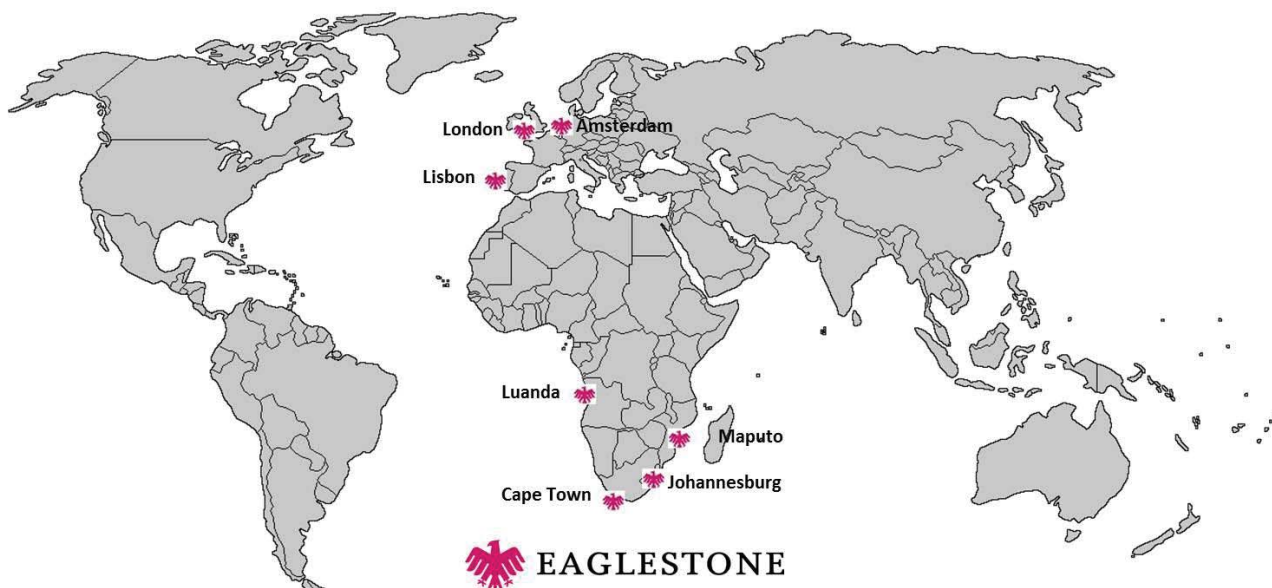 London
Amsterdam
Lisbon
Luanda
Maputo
Johannesburg
Cape Town
EAGLESTONE